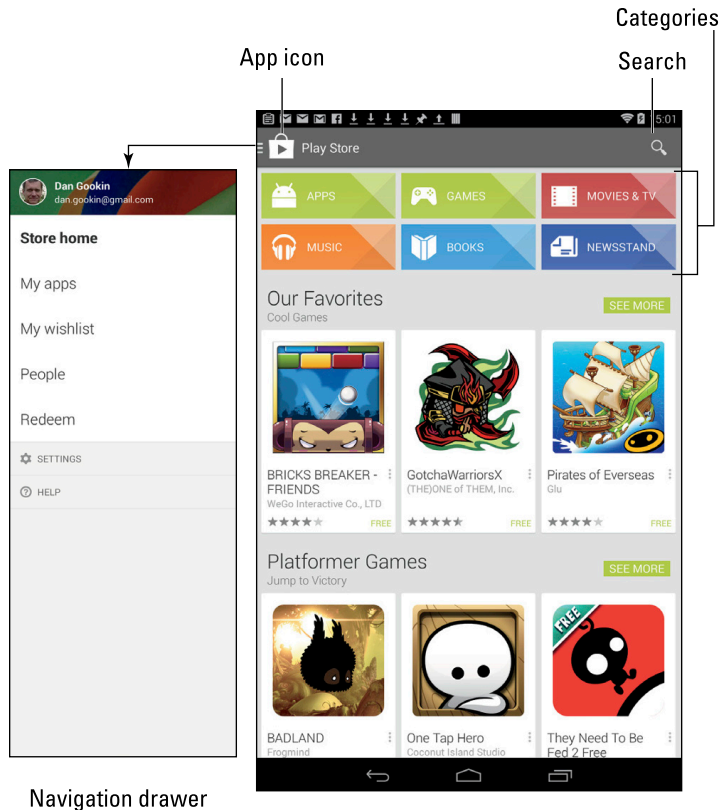 Categories
App icon
Search
5:01
Play Store
Dan Gookin
dan.gookin@gmail.com
Store home
My apps
My wishlist
People
Redeem
SETTINGS
HELP
Navigation drawer
APPS
GAMES
MOVIES & TV
MUSIC
BOOKS
NEWSSTAND
Our Favorites
Cool Games
SEE MORE
BRICKS BREAKER -
FRIENDS
WeGo Interactive Co., LTD
FREE
GotchaWarriorsX
(THE)ONE of THEM, Inc.
FREE
Pirates of Everseas
Glu
FREE
Platformer Games
Jump to Victory
SEE MORE
BADLAND
Frogmind
One Tap Hero
Coconut Island Studio
FREE
They Need To Be
Fed 2 Free